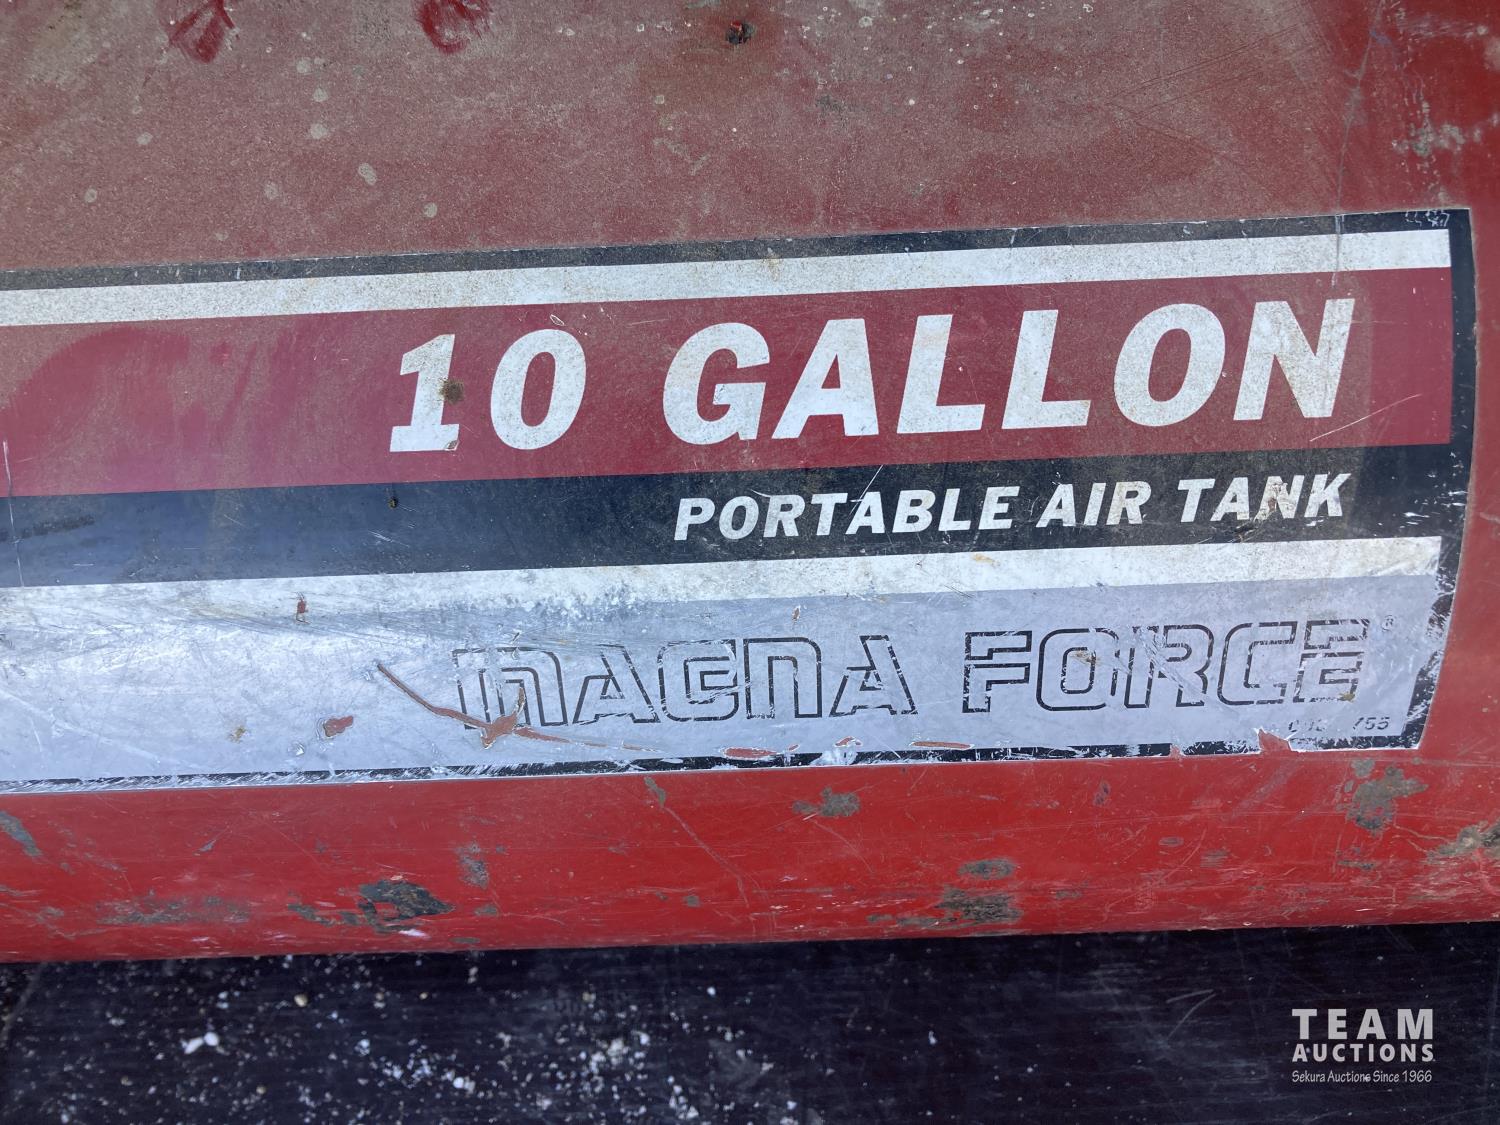 10 GALLON
PORTABLE AIR TANK
MAGNA FORCE®
TEAM
AUCTIONS
Sekura Auctions Since 1966